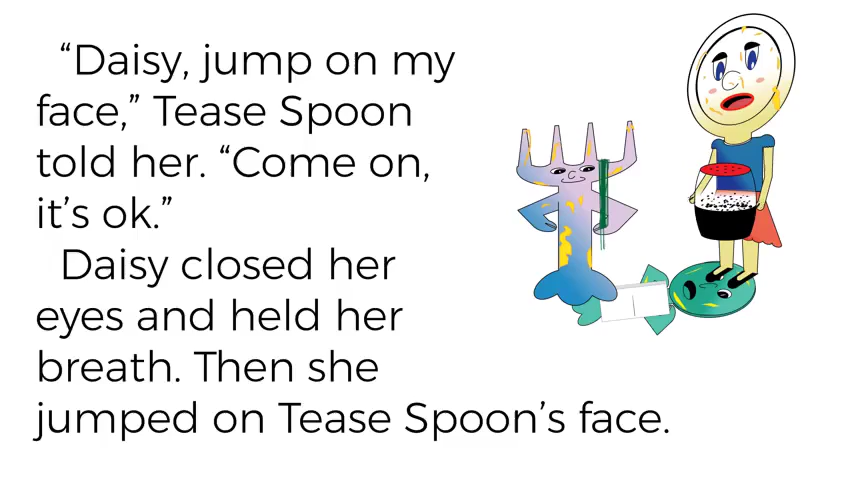 “Daisy, jump on my
face,” Tease Spoon
told her. “Come on,
it’s ok.”
Daisy closed her
eyes and held her
breath. Then she
jumped on Tease Spoon’s face.